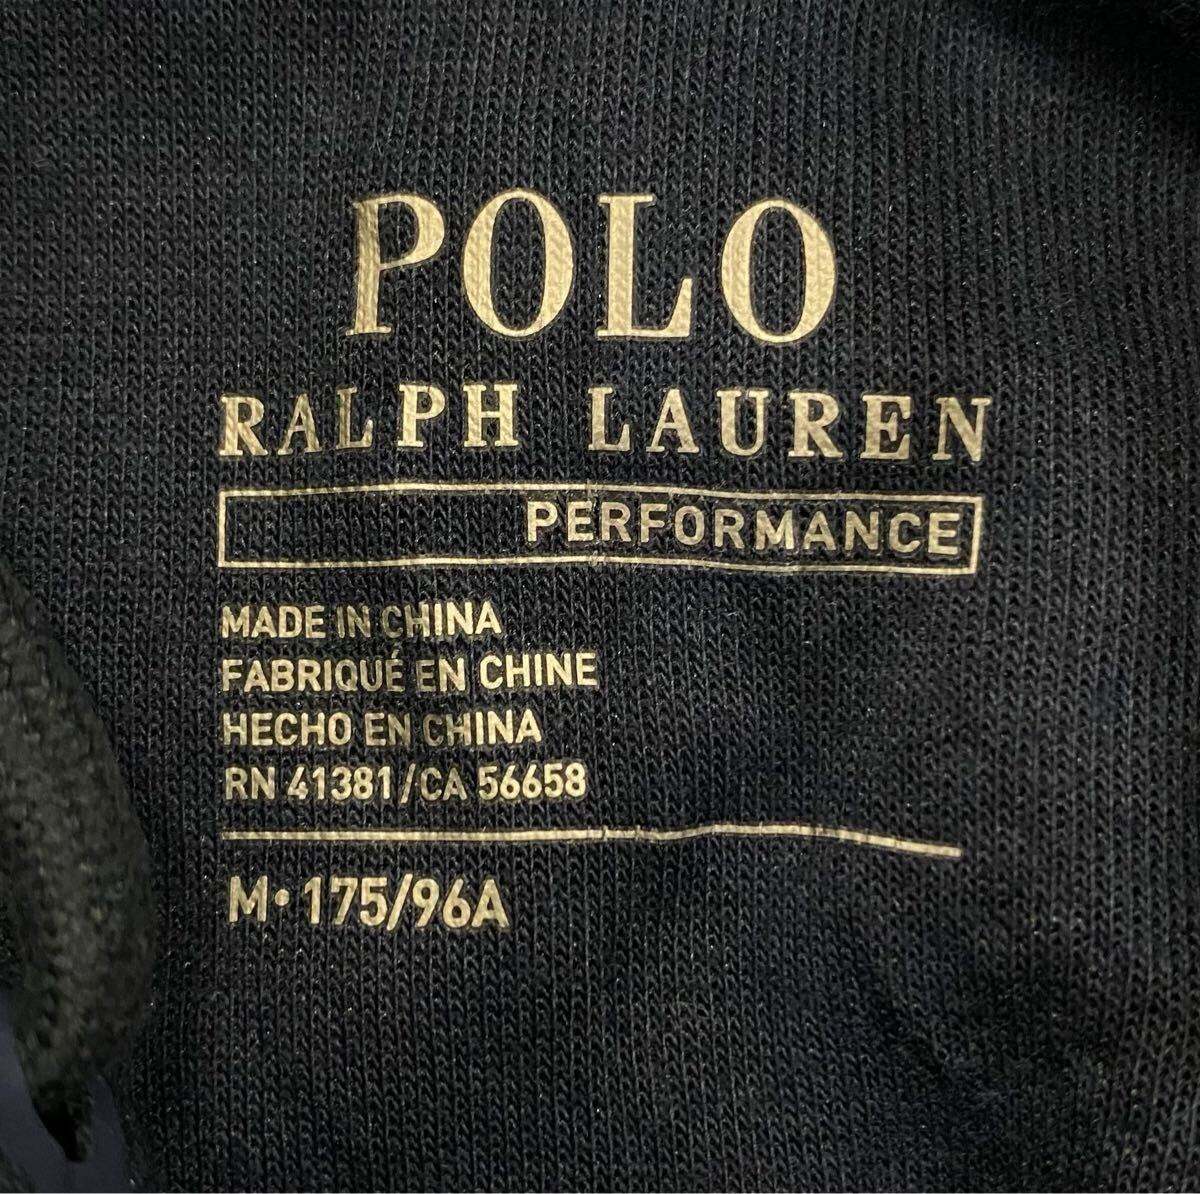 POLO
RALPH LAUREN
PERFORMANCE
MADE IN CHINA
FABRIQUÉ EN CHINE
HECHO EN CHINA
RN 41381/CA 56658
M•175/96A